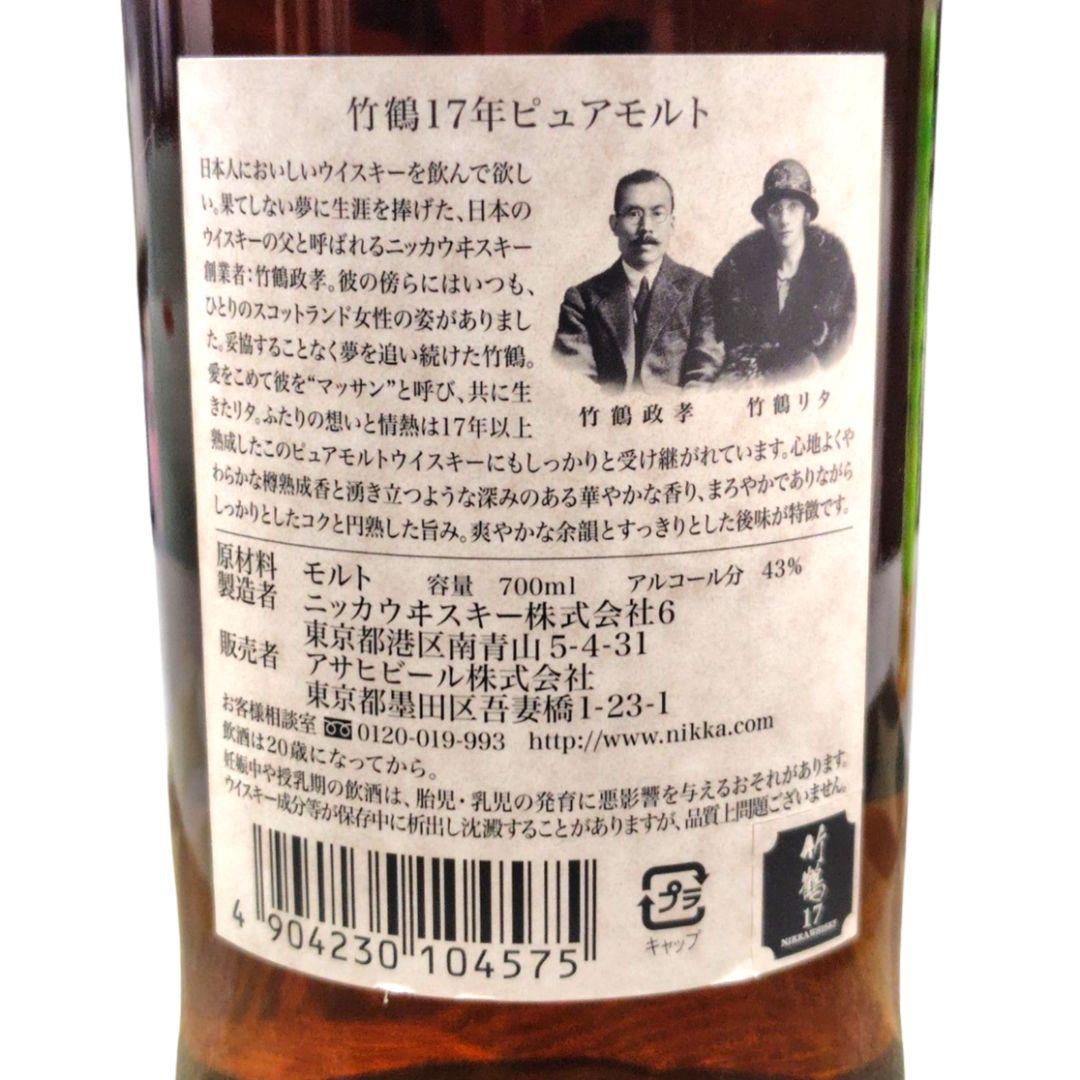 竹鶴17年ピュアモルト
日本人においしいウイスキーを飲んで欲し
い。果てしない夢に生涯を捧げた、日本の
ウイスキーの父と呼ばれるニッカウヰスキー
創業者:竹鶴政孝。彼の傍らにはいつも、
ひとりのスコットランド女性の姿がありまし
た。妥協することなく夢を追い続けた竹鶴。
愛をこめて彼を“マッサン”と呼び、共に生
きたリタ。ふたりの想いと情熱は17年以上
熟成したこのピュアモルトウイスキーにもしっかりと受け継がれています。心地よくや
わらかな樽熟成香と湧き立つような深みのある華やかな香り、まろやかでありながら
しっかりとしたコクと円熟した旨み。爽やかな余韻とすっきりとした後味が特徴です。
竹鶴政孝 竹鶴リタ
原材料 モルト 容量 700ml アルコール分 43%
製造者 ニッカウヰスキー株式会社6
東京都港区南青山5-4-31
販売者 アサヒビール株式会社
東京都墨田区吾妻橋1-23-1
お客様相談室 0120-019-993 http://www.nikka.com
飲酒は20歳になってから。
妊娠中や授乳期の飲酒は、胎児・乳児の発育に悪影響を与えるおそれがあります。
ウイスキー成分等が保存中に析出し沈澱することがありますが、品質上問題ございません。
4 904230 104575
プラ
キャップ
竹鶴
17
NIKKA WHISKY